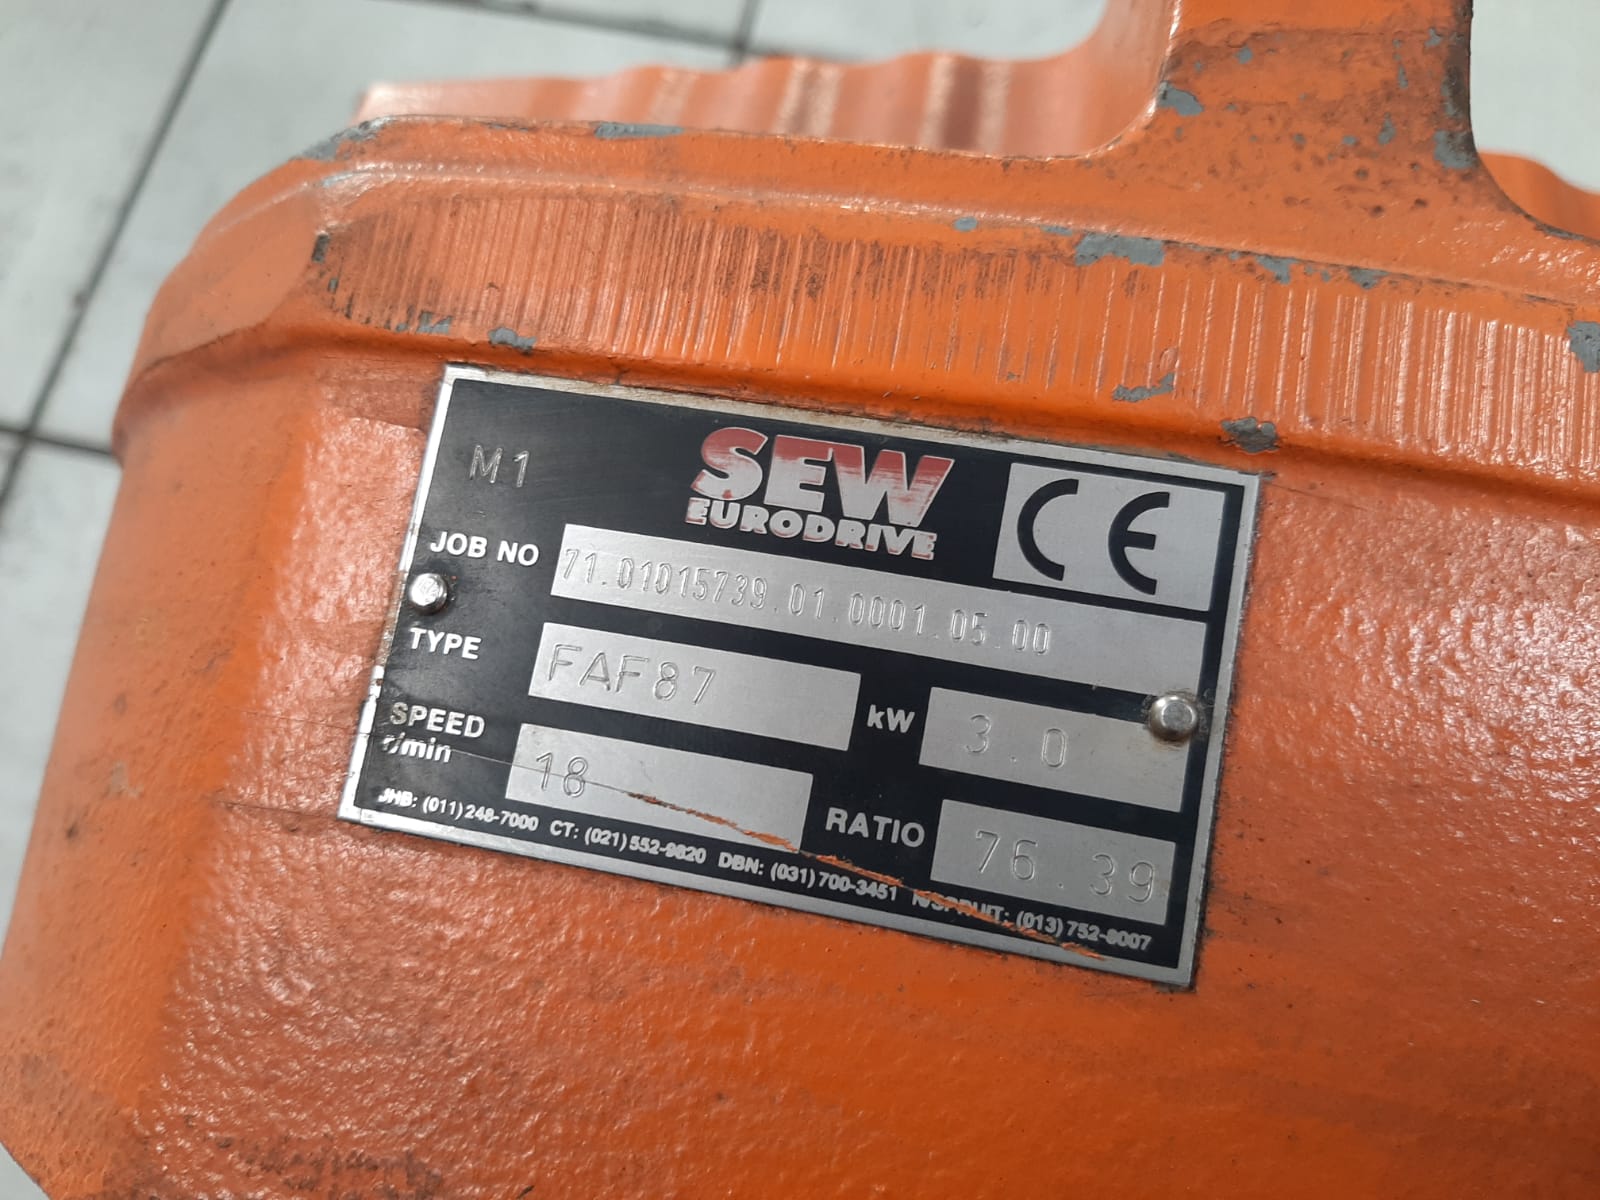 M1
SEW
EURODRIVE
CE
JOB NO 71.01015739.01.0001.05.00
TYPE FAF87
kW 3.0
SPEED r/min 18
RATIO 76.39
JHB: (011) 248-7000 CT: (021) 552-9820 DBN: (031) 700-3451 N/SPRUIT: (013) 752-8007